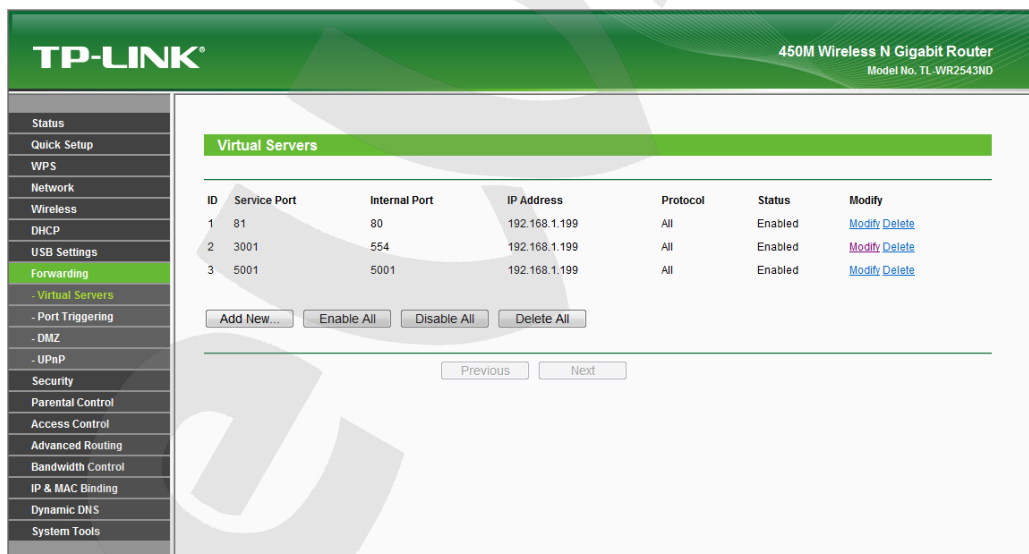 TP-LINK®
450M Wireless N Gigabit Router
Model No. TL-WR2543ND
Status
Quick Setup
WPS
Network
Wireless
DHCP
USB Settings
Forwarding
- Virtual Servers
- Port Triggering
- DMZ
- UPnP
Security
Parental Control
Access Control
Advanced Routing
Bandwidth Control
IP & MAC Binding
Dynamic DNS
System Tools
Virtual Servers
ID Service Port Internal Port IP Address Protocol Status Modify
1 81 80 192.168.1.199 All Enabled Modify Delete
2 3001 554 192.168.1.199 All Enabled Modify Delete
3 5001 5001 192.168.1.199 All Enabled Modify Delete
Add New... Enable All Disable All Delete All
Previous Next